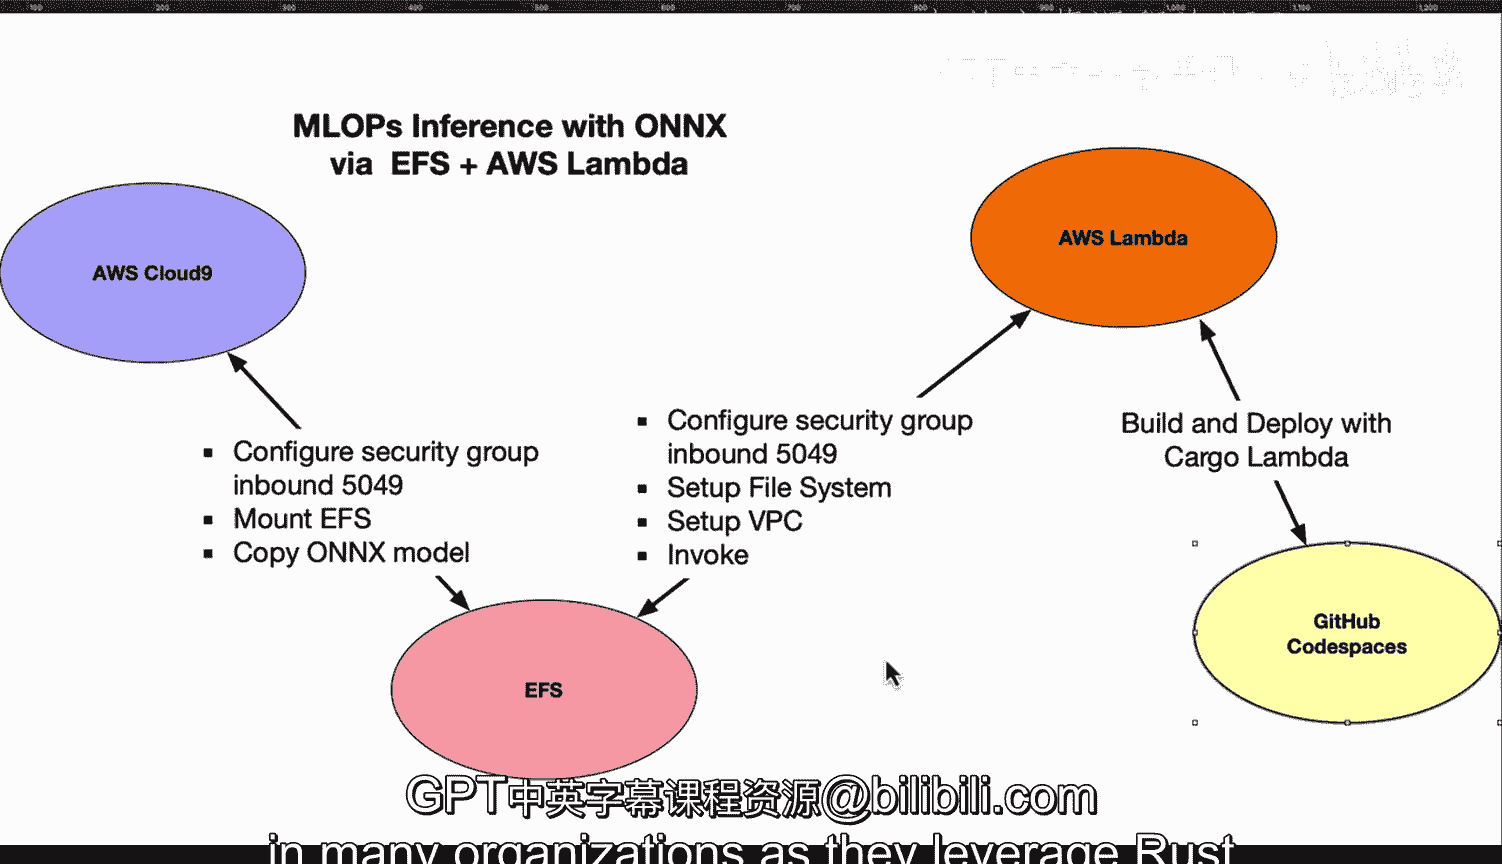 MLOPs Inference with ONNX
via EFS + AWS Lambda
AWS Cloud9
AWS Lambda
▪ Configure security group
inbound 5049
▪ Mount EFS
▪ Copy ONNX model
▪ Configure security group
inbound 5049
▪ Setup File System
▪ Setup VPC
▪ Invoke
Build and Deploy with
Cargo Lambda
EFS
GitHub
Codespaces
GPT中英字幕课程资源@bilibili.com
in many organizations as they leverage Rust